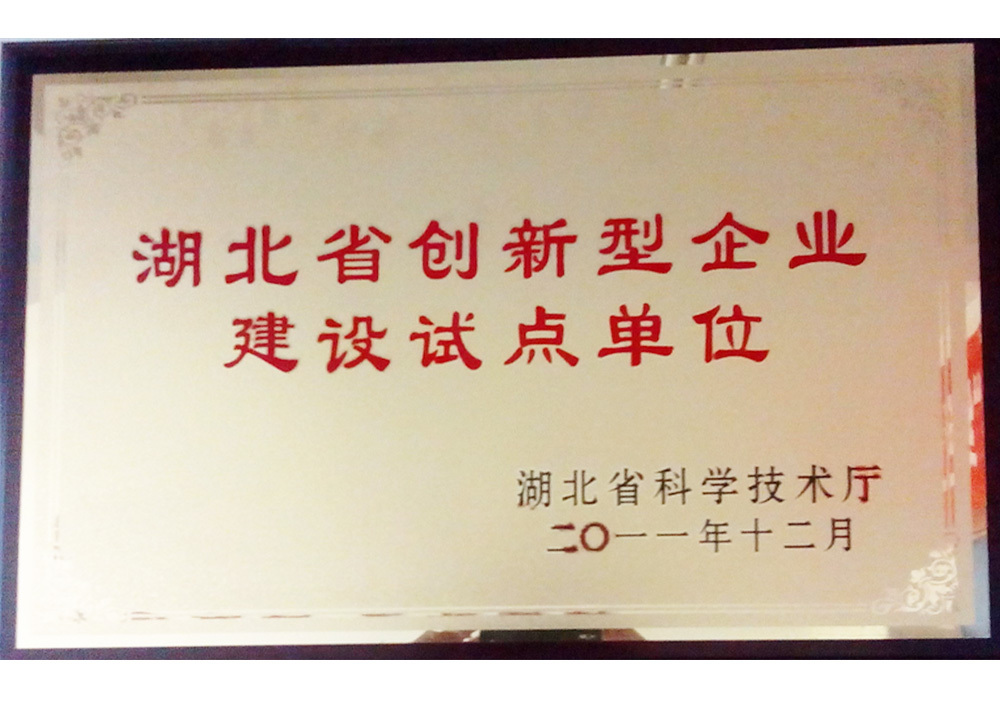 湖北省创新型企业
建设试点单位
湖北省科学技术厅
二〇一一年十二月